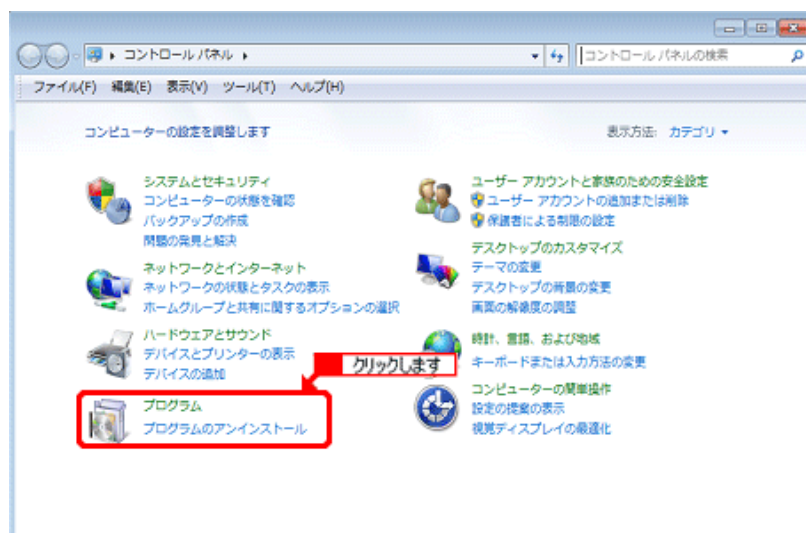 コントロール パネル
コントロール パネルの検索
ファイル(F) 編集(E) 表示(V) ツール(T) ヘルプ(H)
コンピューターの設定を調整します
表示方法: カテゴリ
システムとセキュリティ
コンピューターの状態を確認
バックアップの作成
問題の発見と解決
ネットワークとインターネット
ネットワークの状態とタスクの表示
ホームグループと共有に関するオプションの選択
ハードウェアとサウンド
デバイスとプリンターの表示
デバイスの追加
クリックします
プログラム
プログラムのアンインストール
ユーザー アカウントと家族のための安全設定
ユーザー アカウントの追加または削除
保護者による制限の設定
デスクトップのカスタマイズ
テーマの変更
デスクトップの背景の変更
画面の解像度の調整
時計、言語、および地域
キーボードまたは入力方法の変更
コンピューターの簡単操作
設定の提案の表示
視覚ディスプレイの最適化